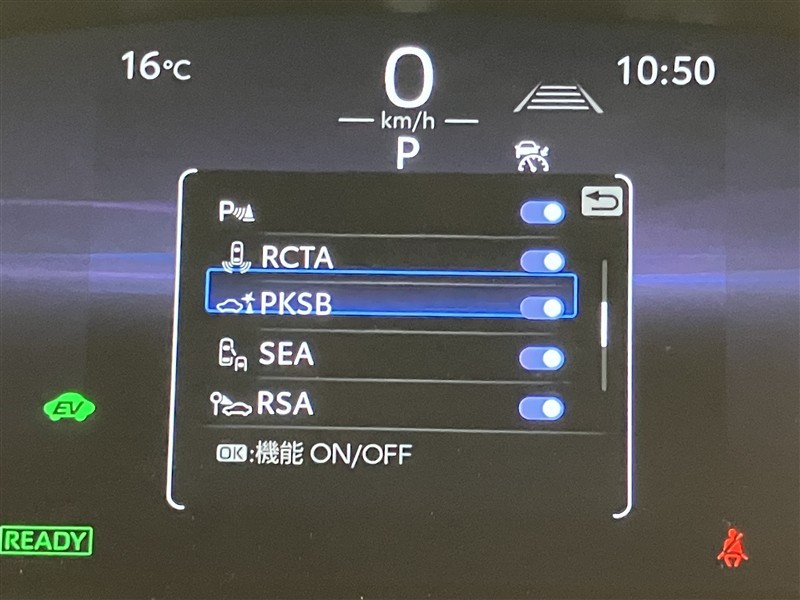 16℃
0
10:50
km/h
P
P
RCTA
PKSB
SEA
RSA
OK:機能 ON/OFF
EV
READY